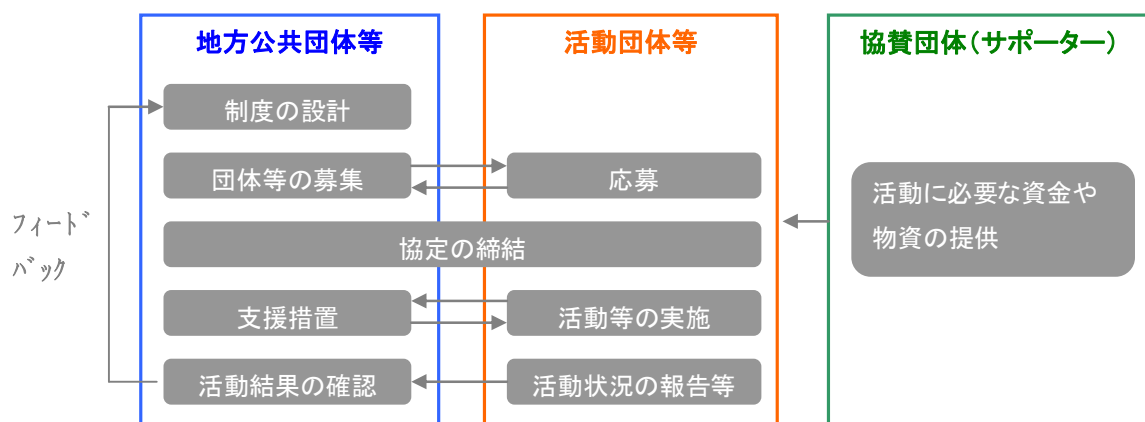 地方公共団体等
活動団体等
協賛団体(サポーター)
制度の設計
団体等の募集
応募
活動に必要な資金や
物資の提供
フィードバック
協定の締結
支援措置
活動等の実施
活動結果の確認
活動状況の報告等